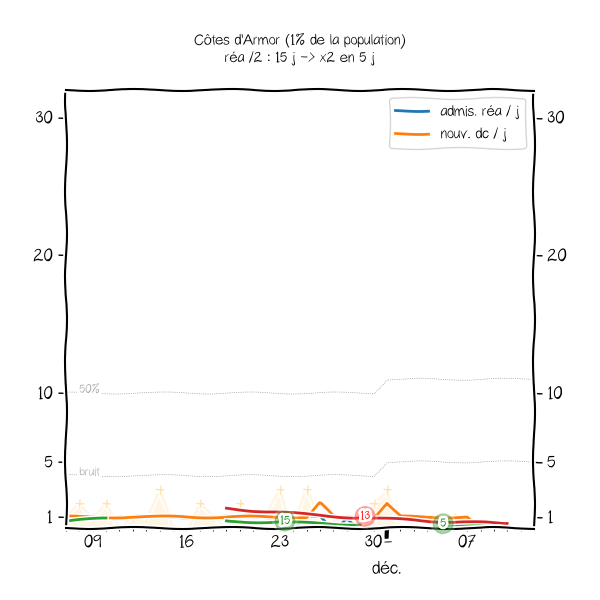 Côtes d'Armor (1% de la population)
réa /2 : 15 j -> x2 en 5 j
admis. réa / j
nouv. dc / j
30 30
20 20
50%
10 10
5 5
bruit
1 1
15 13 5
09 16 23 30 07
déc.